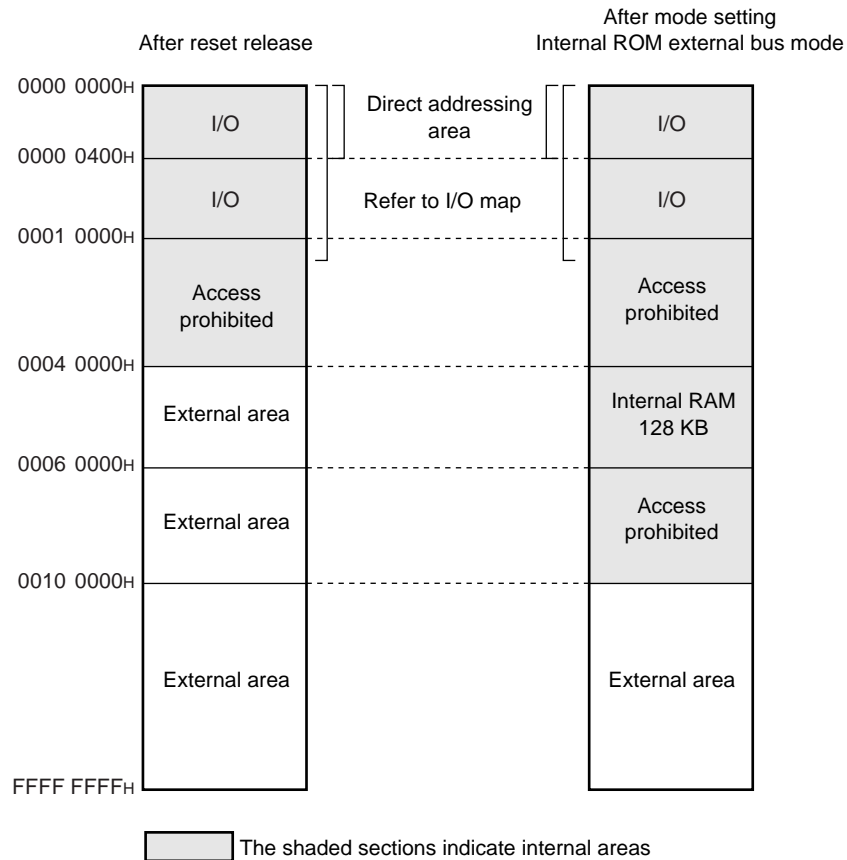 After reset release
After mode setting
Internal ROM external bus mode
0000 0000H
I/O
Direct addressing
area
I/O
0000 0400H
I/O
Refer to I/O map
I/O
0001 0000H
Access
prohibited
Access
prohibited
0004 0000H
External area
Internal RAM
128 KB
0006 0000H
External area
Access
prohibited
0010 0000H
External area
External area
FFFF FFFFH
The shaded sections indicate internal areas